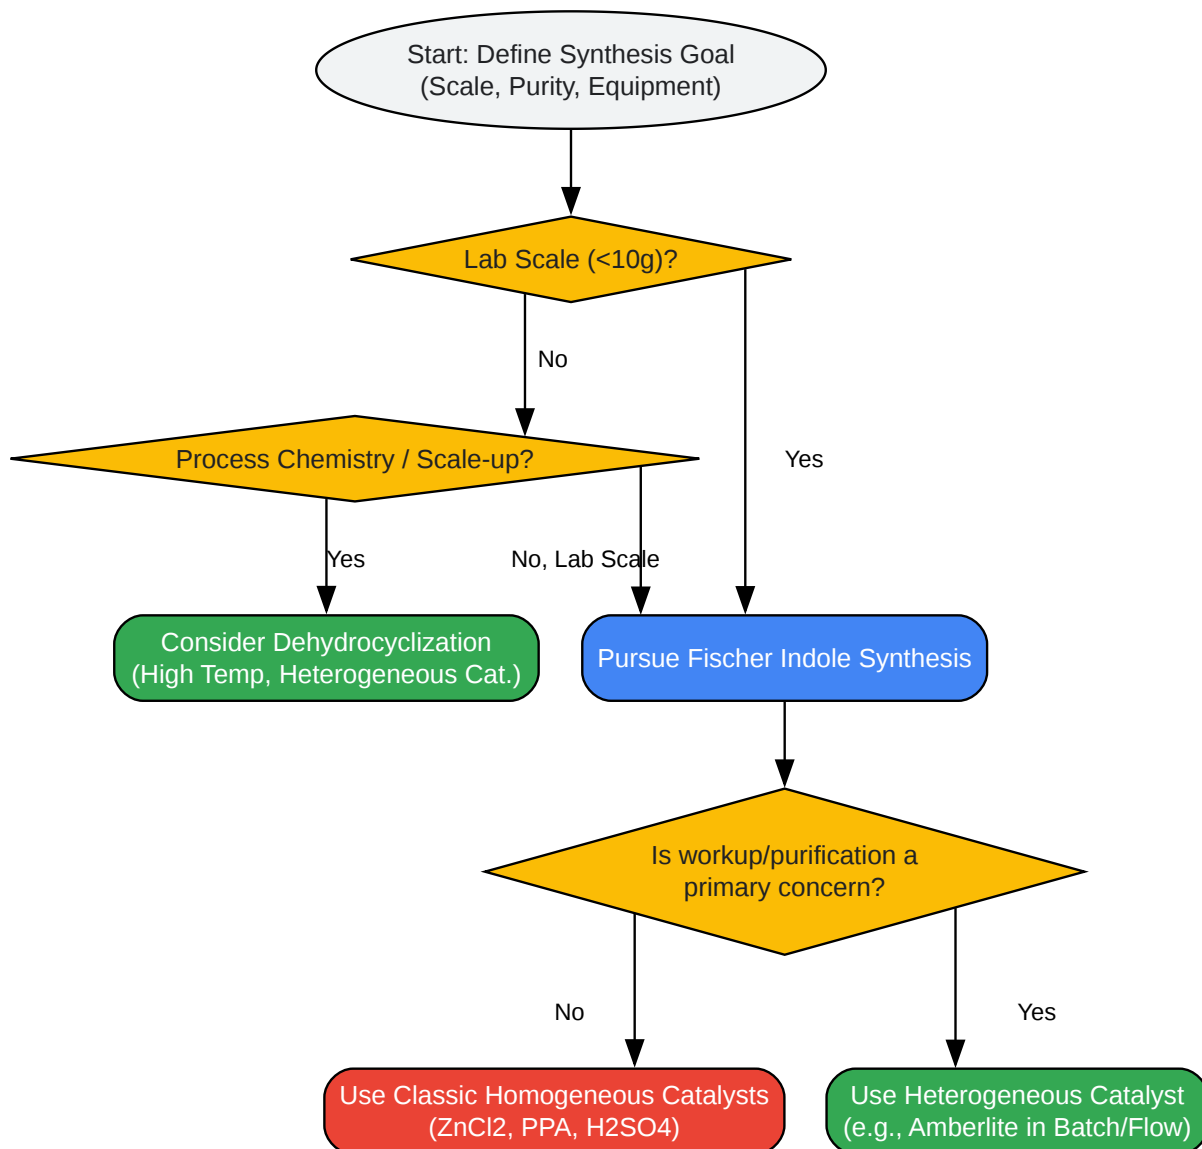 Start: Define Synthesis Goal
(Scale, Purity, Equipment)
Lab Scale (<10g)?
No
Process Chemistry / Scale-up?
Yes
Yes
No, Lab Scale
Consider Dehydrocyclization
(High Temp, Heterogeneous Cat.)
Pursue Fischer Indole Synthesis
Is workup/purification a
primary concern?
No
Yes
Use Classic Homogeneous Catalysts
(ZnCl2, PPA, H2SO4)
Use Heterogeneous Catalyst
(e.g., Amberlite in Batch/Flow)